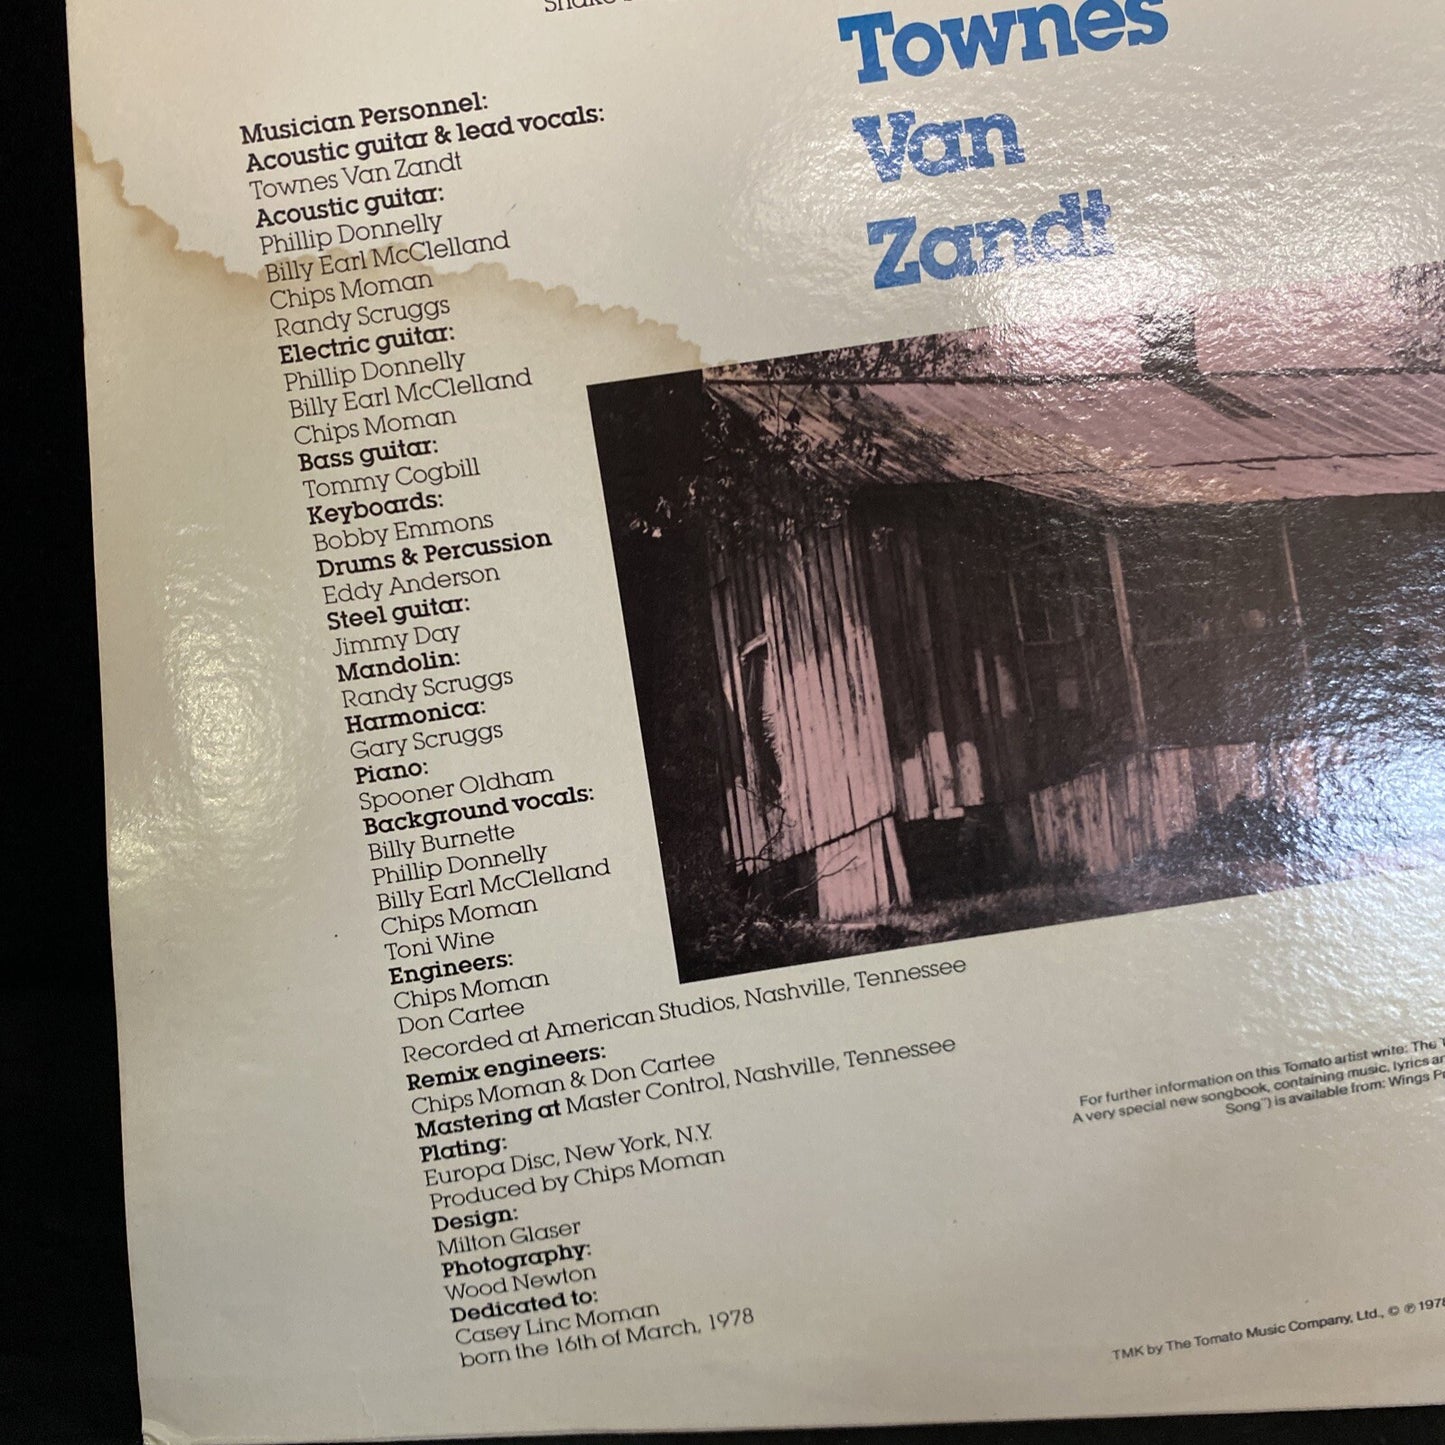 Townes
Van
Zandt
Musician Personnel:
Acoustic guitar & lead vocals:
Townes Van Zandt
Acoustic guitar:
Phillip Donnelly
Billy Earl McClelland
Chips Moman
Randy Scruggs
Electric guitar:
Phillip Donnelly
Billy Earl McClelland
Chips Moman
Bass guitar:
Tommy Cogbill
Keyboards:
Bobby Emmons
Drums & Percussion
Eddy Anderson
Steel guitar:
Jimmy Day
Mandolin:
Randy Scruggs
Harmonica:
Gary Scruggs
Piano:
Spooner Oldham
Background vocals:
Billy Burnette
Phillip Donnelly
Billy Earl McClelland
Chips Moman
Toni Wine
Engineers:
Chips Moman
Don Cartee
Recorded at American Studios, Nashville, Tennessee
Remix engineers:
Chips Moman & Don Cartee
Mastering at Master Control, Nashville, Tennessee
Plating:
Europa Disc, New York, N.Y.
Produced by Chips Moman
Design:
Milton Glaser
Photography:
Wood Newton
Dedicated to:
Casey Linc Moman
born the 16th of March, 1978
For further information on this Tomato artist write: The
A very special new songbook, containing music, lyrics
Song") is available from: Wings
TMK by The Tomato Music Company, Ltd., © ℗ 1978